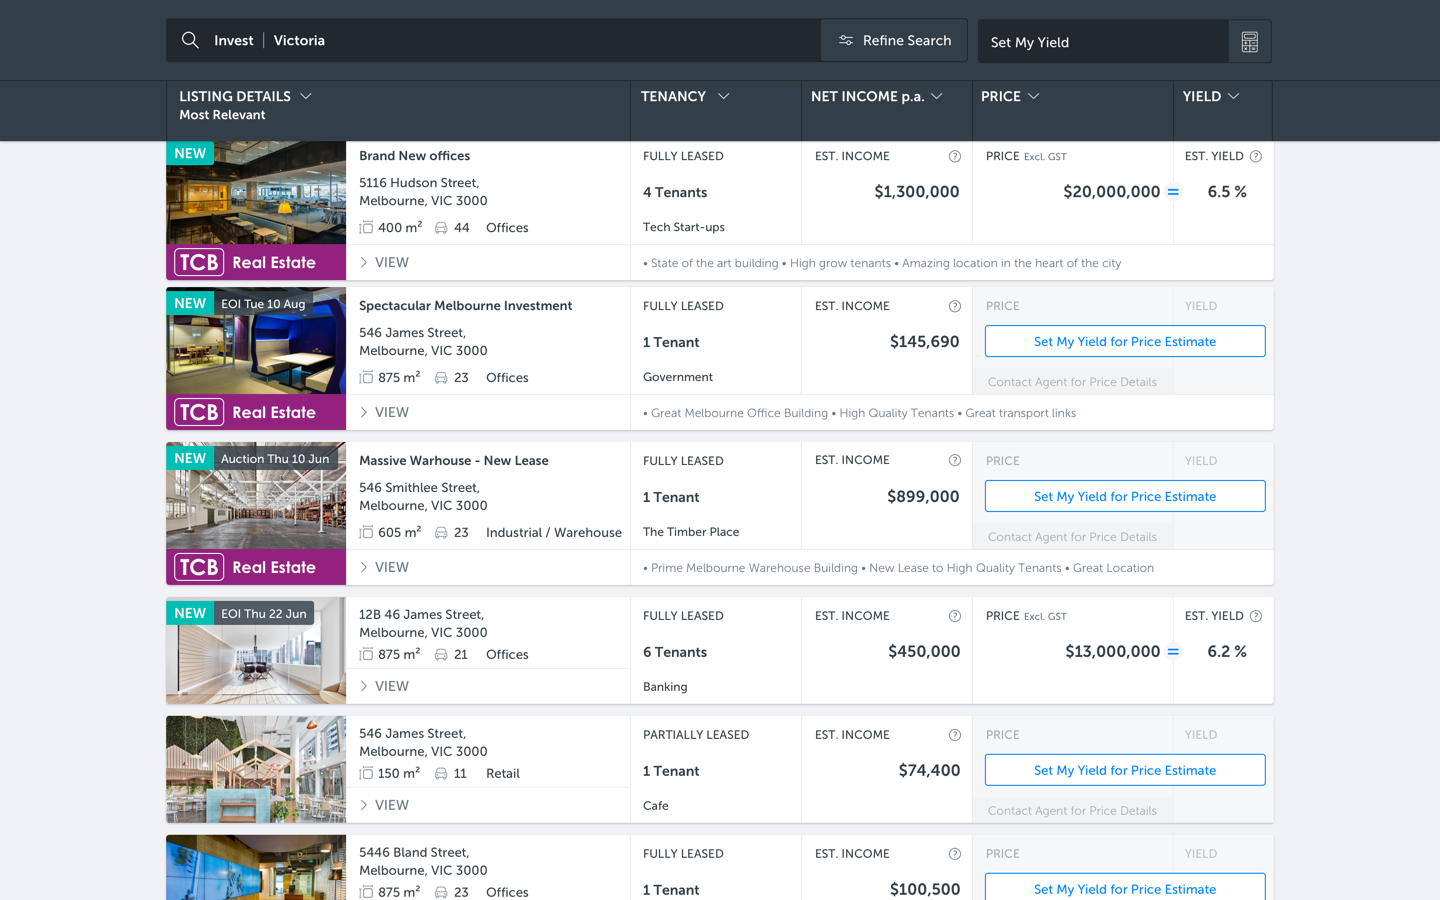 Invest | Victoria
Refine Search
Set My Yield
LISTING DETAILS
Most Relevant
TENANCY
NET INCOME p.a.
PRICE
YIELD
NEW
TCB Real Estate
Brand New offices
5116 Hudson Street,
Melbourne, VIC 3000
400 m² 44 Offices
VIEW
FULLY LEASED
4 Tenants
Tech Start-ups
EST. INCOME ?
$1,300,000
PRICE Excl. GST
$20,000,000 =
EST. YIELD ?
6.5 %
• State of the art building • High grow tenants • Amazing location in the heart of the city
NEW EOI Tue 10 Aug
TCB Real Estate
Spectacular Melbourne Investment
546 James Street,
Melbourne, VIC 3000
875 m² 23 Offices
VIEW
FULLY LEASED
1 Tenant
Government
EST. INCOME ?
$145,690
PRICE
YIELD
Set My Yield for Price Estimate
Contact Agent for Price Details
• Great Melbourne Office Building • High Quality Tenants • Great transport links
NEW Auction Thu 10 Jun
TCB Real Estate
Massive Warhouse - New Lease
546 Smithlee Street,
Melbourne, VIC 3000
605 m² 23 Industrial / Warehouse
VIEW
FULLY LEASED
1 Tenant
The Timber Place
EST. INCOME ?
$899,000
PRICE
YIELD
Set My Yield for Price Estimate
Contact Agent for Price Details
• Prime Melbourne Warehouse Building • New Lease to High Quality Tenants • Great Location
NEW EOI Thu 22 Jun
12B 46 James Street,
Melbourne, VIC 3000
875 m² 21 Offices
VIEW
FULLY LEASED
6 Tenants
Banking
EST. INCOME ?
$450,000
PRICE Excl. GST
$13,000,000 =
EST. YIELD ?
6.2 %
546 James Street,
Melbourne, VIC 3000
150 m² 11 Retail
VIEW
PARTIALLY LEASED
1 Tenant
Cafe
EST. INCOME ?
$74,400
PRICE
YIELD
Set My Yield for Price Estimate
Contact Agent for Price Details
5446 Bland Street,
Melbourne, VIC 3000
875 m² 23 Offices
FULLY LEASED
1 Tenant
EST. INCOME ?
$100,500
PRICE
YIELD
Set My Yield for Price Estimate